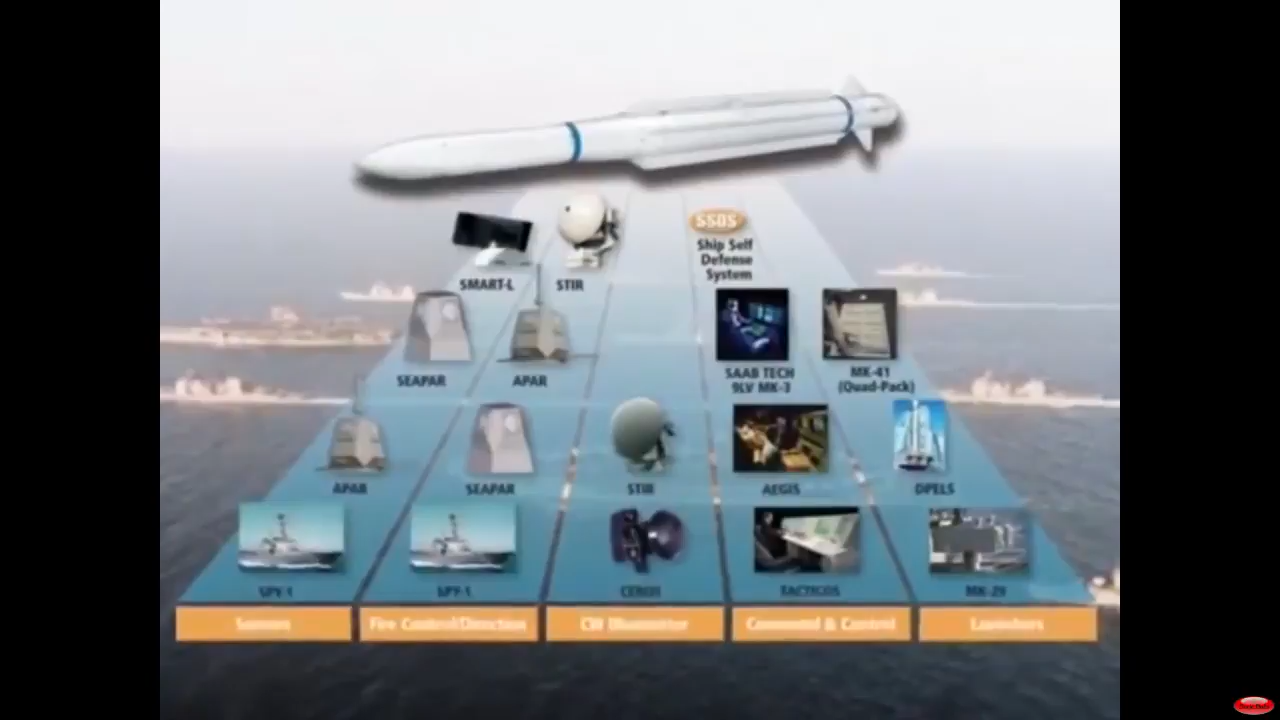 SSDS
Ship Self
Defense
System
SMART-L
STIR
SEAPAR
APAR
SAAB TECH
9LV MK-3
MK-41
(Quad-Pack)
APAR
SEAPAR
STIR
AEGIS
DPELS
SPY-1
SPY-1
CEROS
TACTICOS
MK-29
Sensors
Fire Control/Direction
CW Illuminator
Command & Control
Launchers